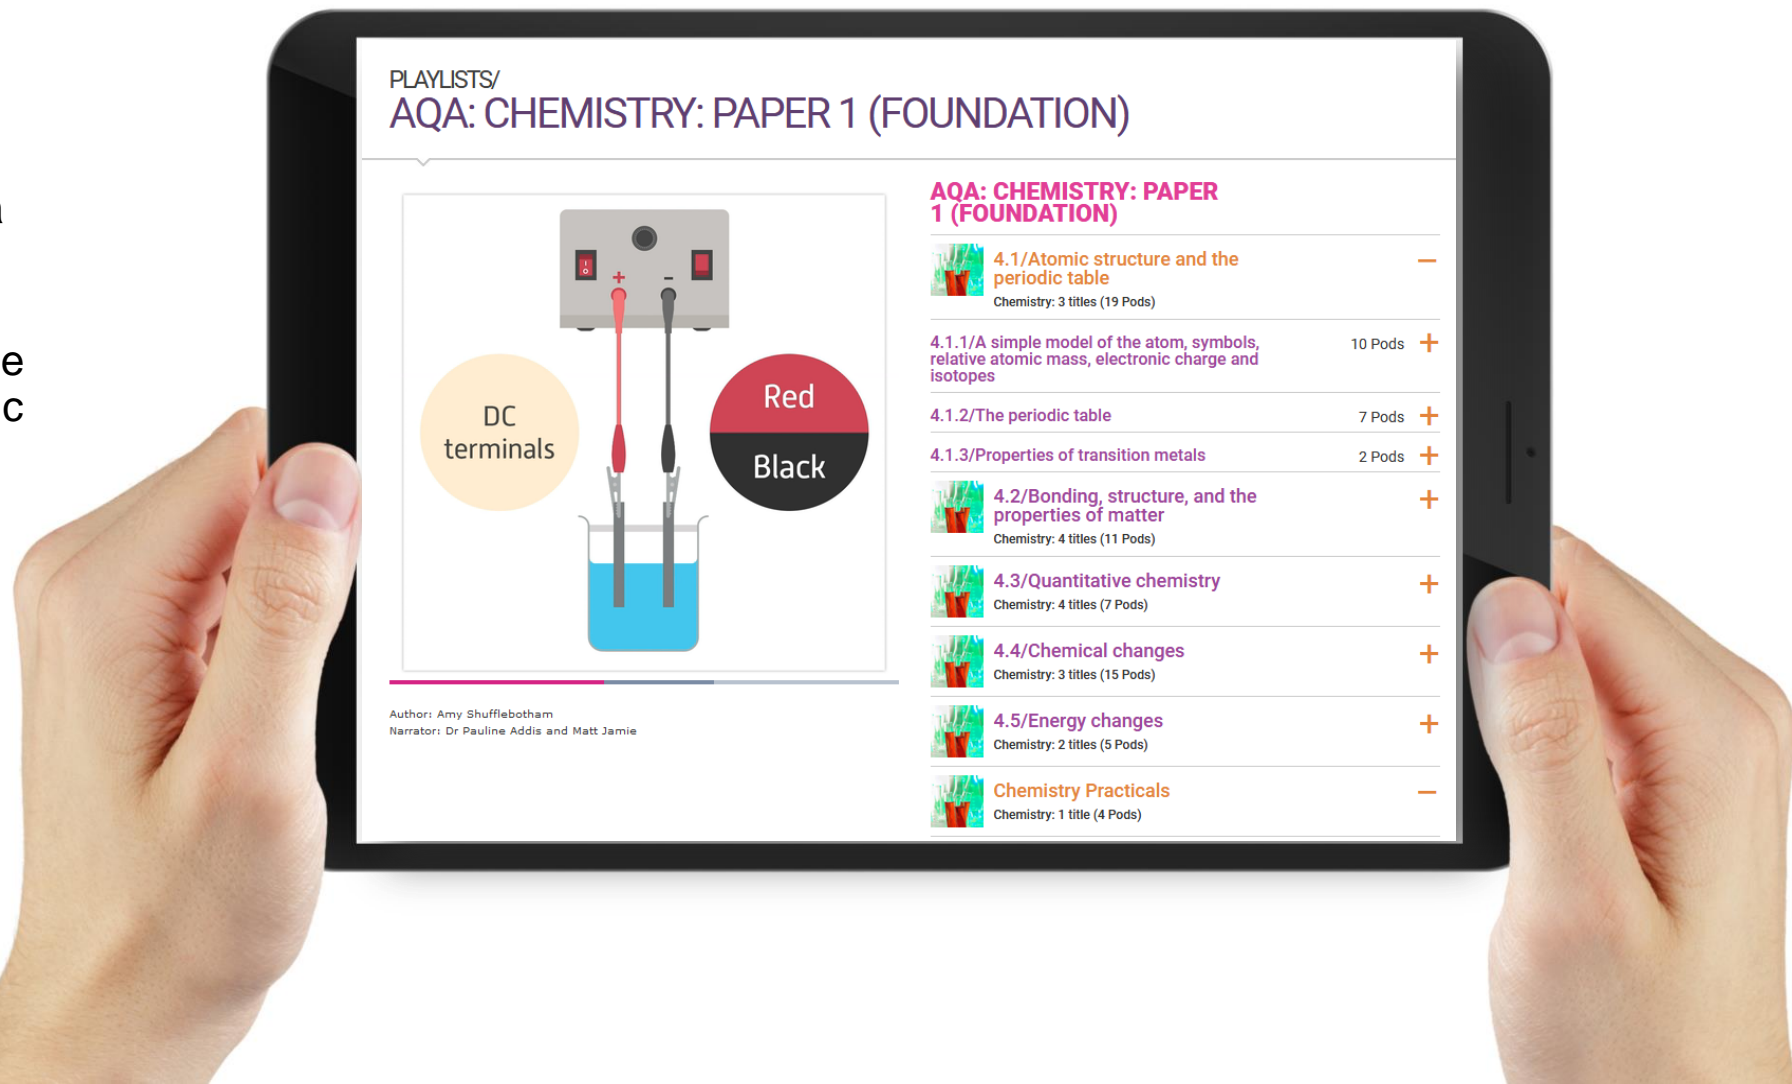 PLAYLISTS/
AQA: CHEMISTRY: PAPER 1 (FOUNDATION)
+ -
DC
terminals
Red
Black
Author: Amy Shufflebotham
Narrator: Dr Pauline Addis and Matt Jamie
AQA: CHEMISTRY: PAPER
1 (FOUNDATION)
4.1/Atomic structure and the
periodic table
Chemistry: 3 titles (19 Pods)
4.1.1/A simple model of the atom, symbols,
relative atomic mass, electronic charge and
isotopes
10 Pods
4.1.2/The periodic table
7 Pods
4.1.3/Properties of transition metals
2 Pods
4.2/Bonding, structure, and the
properties of matter
Chemistry: 4 titles (11 Pods)
4.3/Quantitative chemistry
Chemistry: 4 titles (7 Pods)
4.4/Chemical changes
Chemistry: 3 titles (15 Pods)
4.5/Energy changes
Chemistry: 2 titles (5 Pods)
Chemistry Practicals
Chemistry: 1 title (4 Pods)